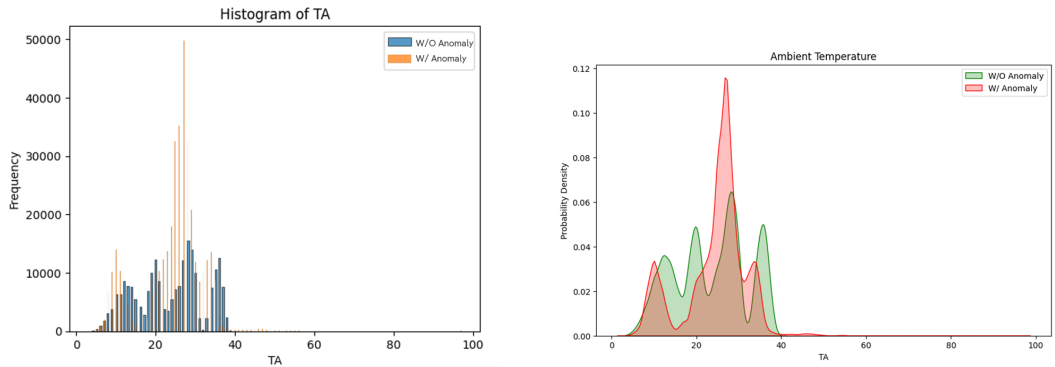 Histogram of TA
W/O Anomaly
W/ Anomaly
50000
40000
30000
20000
10000
0
Frequency
0 20 40 60 80 100
TA
Ambient Temperature
W/O Anomaly
W/ Anomaly
0.12
0.10
0.08
0.06
0.04
0.02
0.00
Probability Density
0 20 40 60 80 100
TA